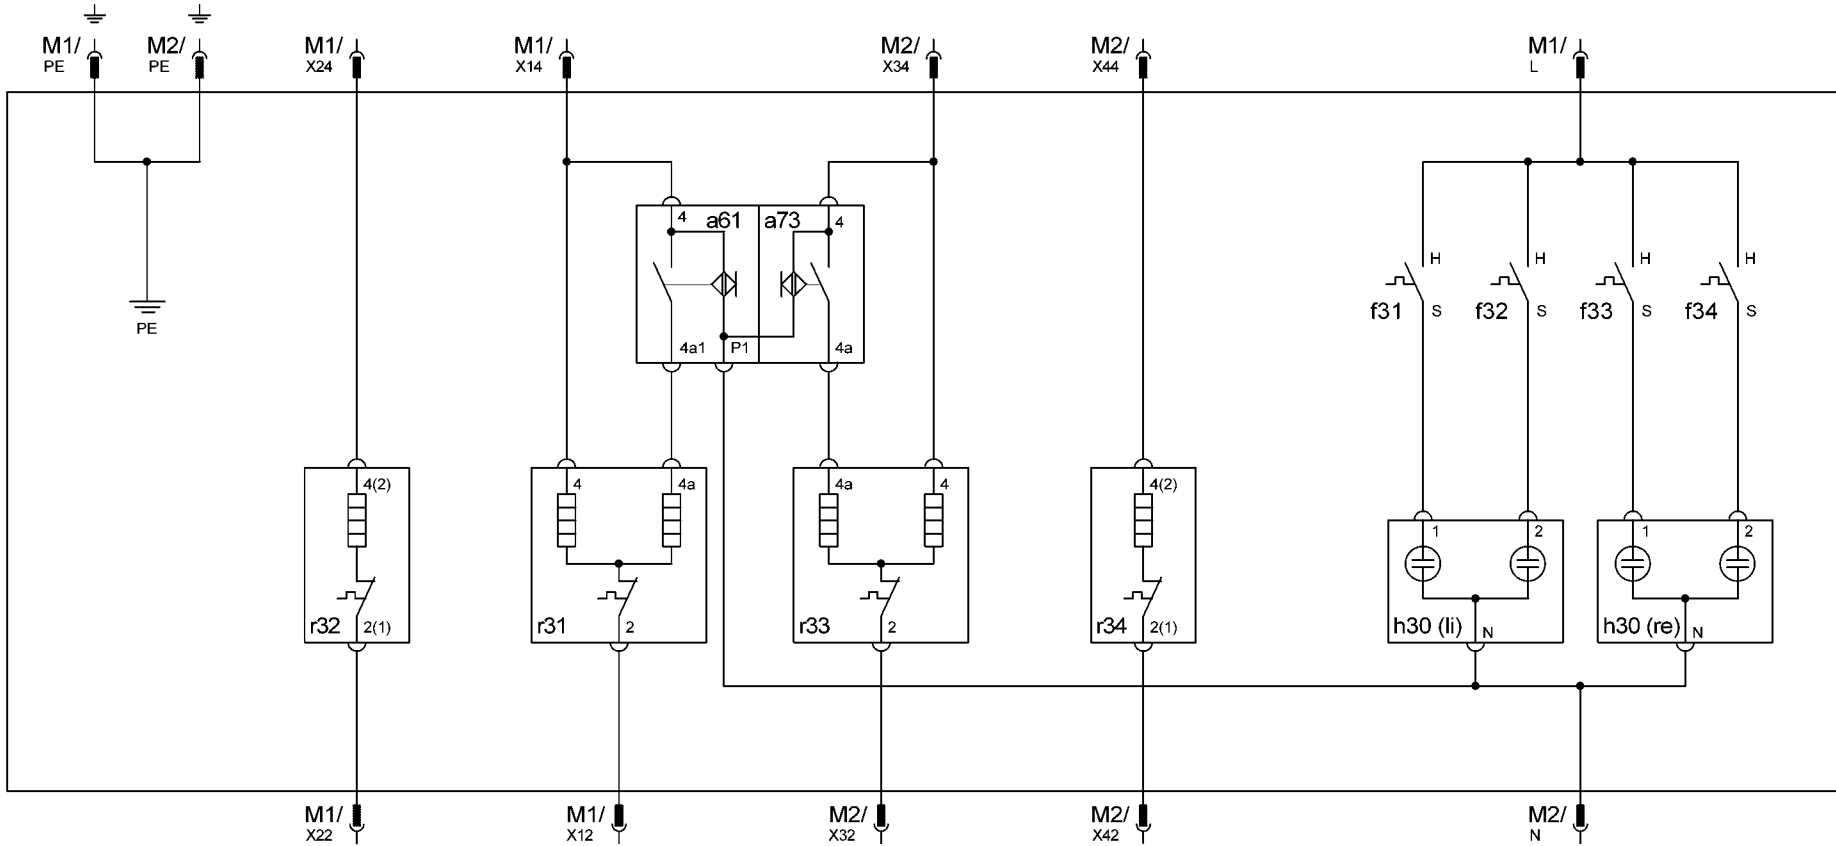 M1/ M2/ M1/ M1/ M2/ M2/ M1/
PE PE X24 X14 X34 X44 L
4 a61 a73 4
H H H H
f31 S f32 S f33 S f34 S
PE
4a1 P1 4a
4(2) 4 4a 4a 4 4(2)
1 2 1 2
r32 2(1) r31 2 r33 2 r34 2(1) h30 (li) N h30 (re) N
M1/ M1/ M2/ M2/ M2/
X22 X12 X32 X42 N